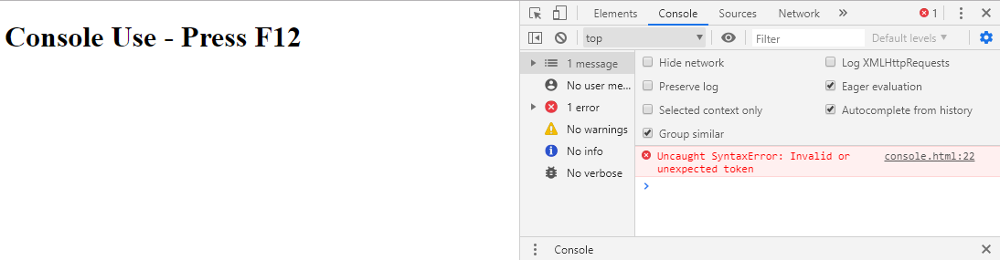 Console Use - Press F12
Elements Console Sources Network » 1
top Filter Default levels
1 message
No user me...
1 error
No warnings
No info
No verbose
Hide network Log XMLHttpRequests
Preserve log Eager evaluation
Selected context only Autocomplete from history
Group similar
Uncaught SyntaxError: Invalid or console.html:22
unexpected token
>
Console